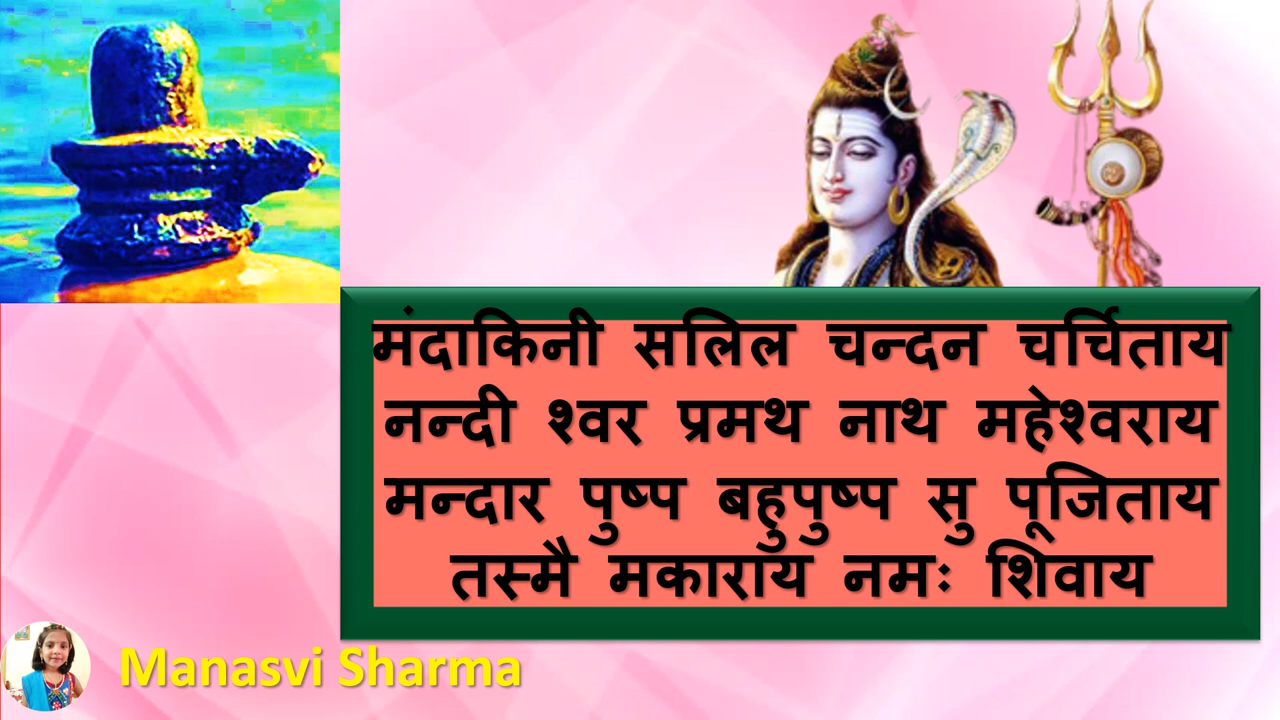 मंदाकिनी सलिल चन्दन चर्चिताय
नन्दी श्वर प्रमथ नाथ महेश्वराय
मन्दार पुष्प बहुपुष्प सु पूजिताय
तस्मै मकाराय नमः शिवाय
Manasvi Sharma